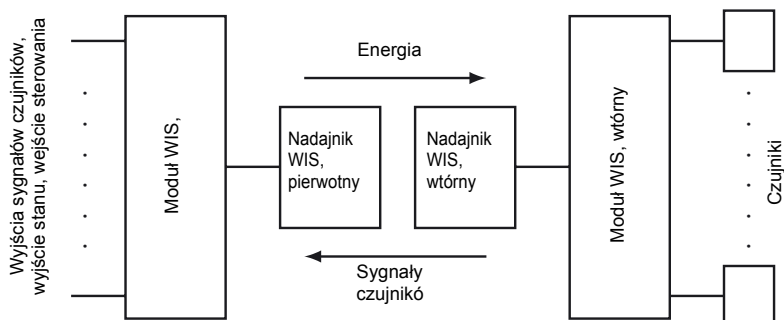 Wyjścia sygnałów czujników,
wyjście stanu, wejście sterowania
Moduł WIS,
Energia
Nadajnik
WIS,
pierwotny
Nadajnik
WIS,
wtórny
Sygnały
czujnikó
Moduł WIS, wtórny
Czujniki